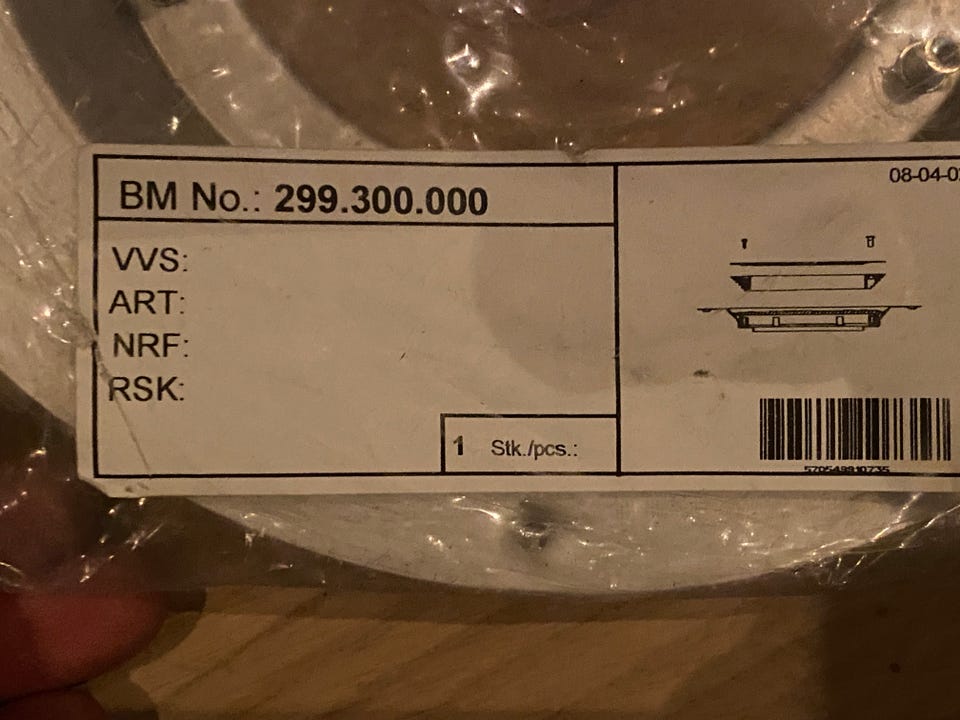 BM No.: 299.300.000
08-04-0
VVS:
ART:
NRF:
RSK:
1 Stk./pcs.: